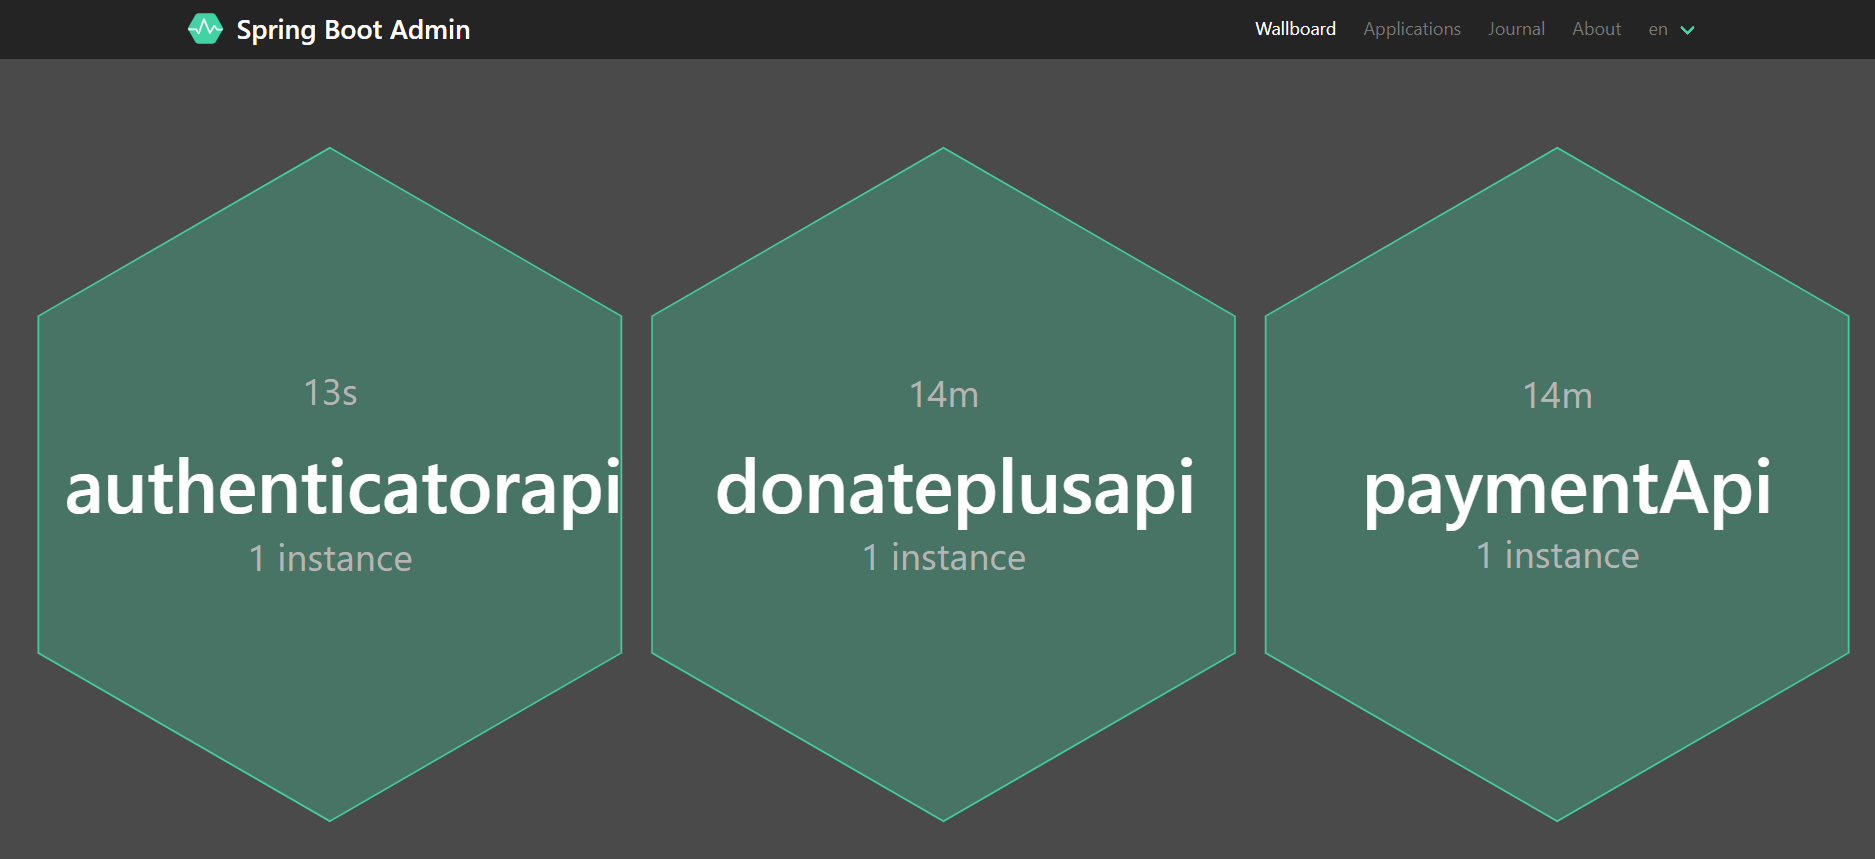 Spring Boot Admin
Wallboard Applications Journal About en
13s
authenticatorapi
1 instance
14m
donateplusapi
1 instance
14m
paymentApi
1 instance